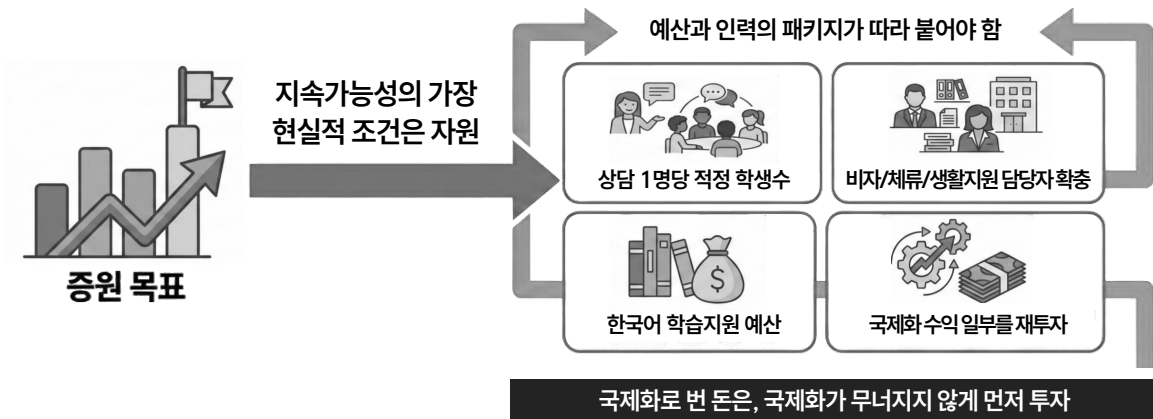 예산과 인력의 패키지가 따라 붙어야 함
지속가능성의 가장
현실적 조건은 자원
상담 1명당 적정 학생수
비자/체류/생활지원 담당자 확충
증원 목표
$
한국어 학습지원 예산
국제화 수익 일부를 재투자
국제화로 번 돈은, 국제화가 무너지지 않게 먼저 투자